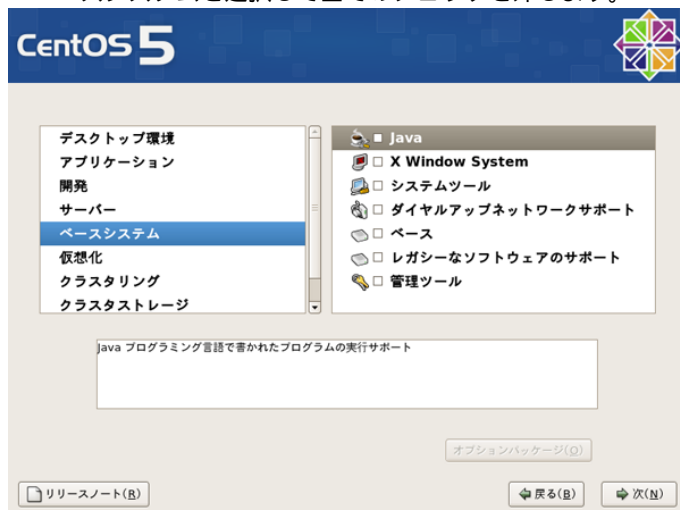 CentOS 5
デスクトップ環境
アプリケーション
開発
サーバー
ベースシステム
仮想化
クラスタリング
クラスタストレージ
Java
X Window System
システムツール
ダイヤルアップネットワークサポート
ベース
レガシーなソフトウェアのサポート
管理ツール
Java プログラミング言語で書かれたプログラムの実行サポート
オプションパッケージ(O)
リリースノート(R)
戻る(B)
次(N)